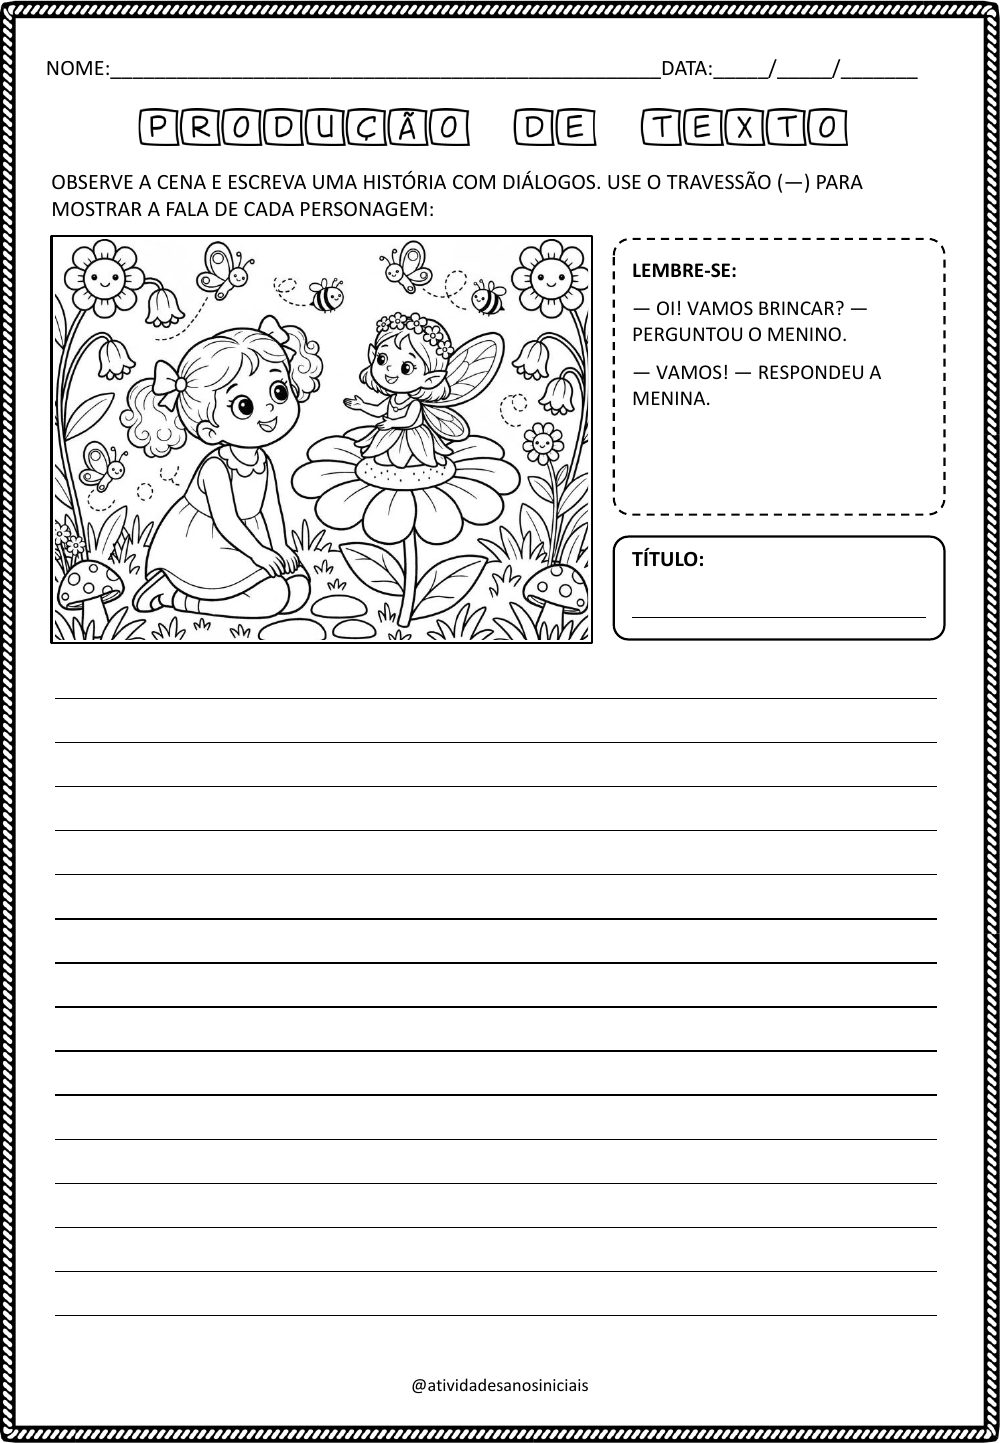 NOME:__________________________________________________DATA:_____/_____/_______
PRODUÇÃO DE TEXTO
OBSERVE A CENA E ESCREVA UMA HISTÓRIA COM DIÁLOGOS. USE O TRAVESSÃO (—) PARA
MOSTRAR A FALA DE CADA PERSONAGEM:
LEMBRE-SE:
— OI! VAMOS BRINCAR? —
PERGUNTOU O MENINO.
— VAMOS! — RESPONDEU A
MENINA.
TÍTULO:
@atividadesanosiniciais